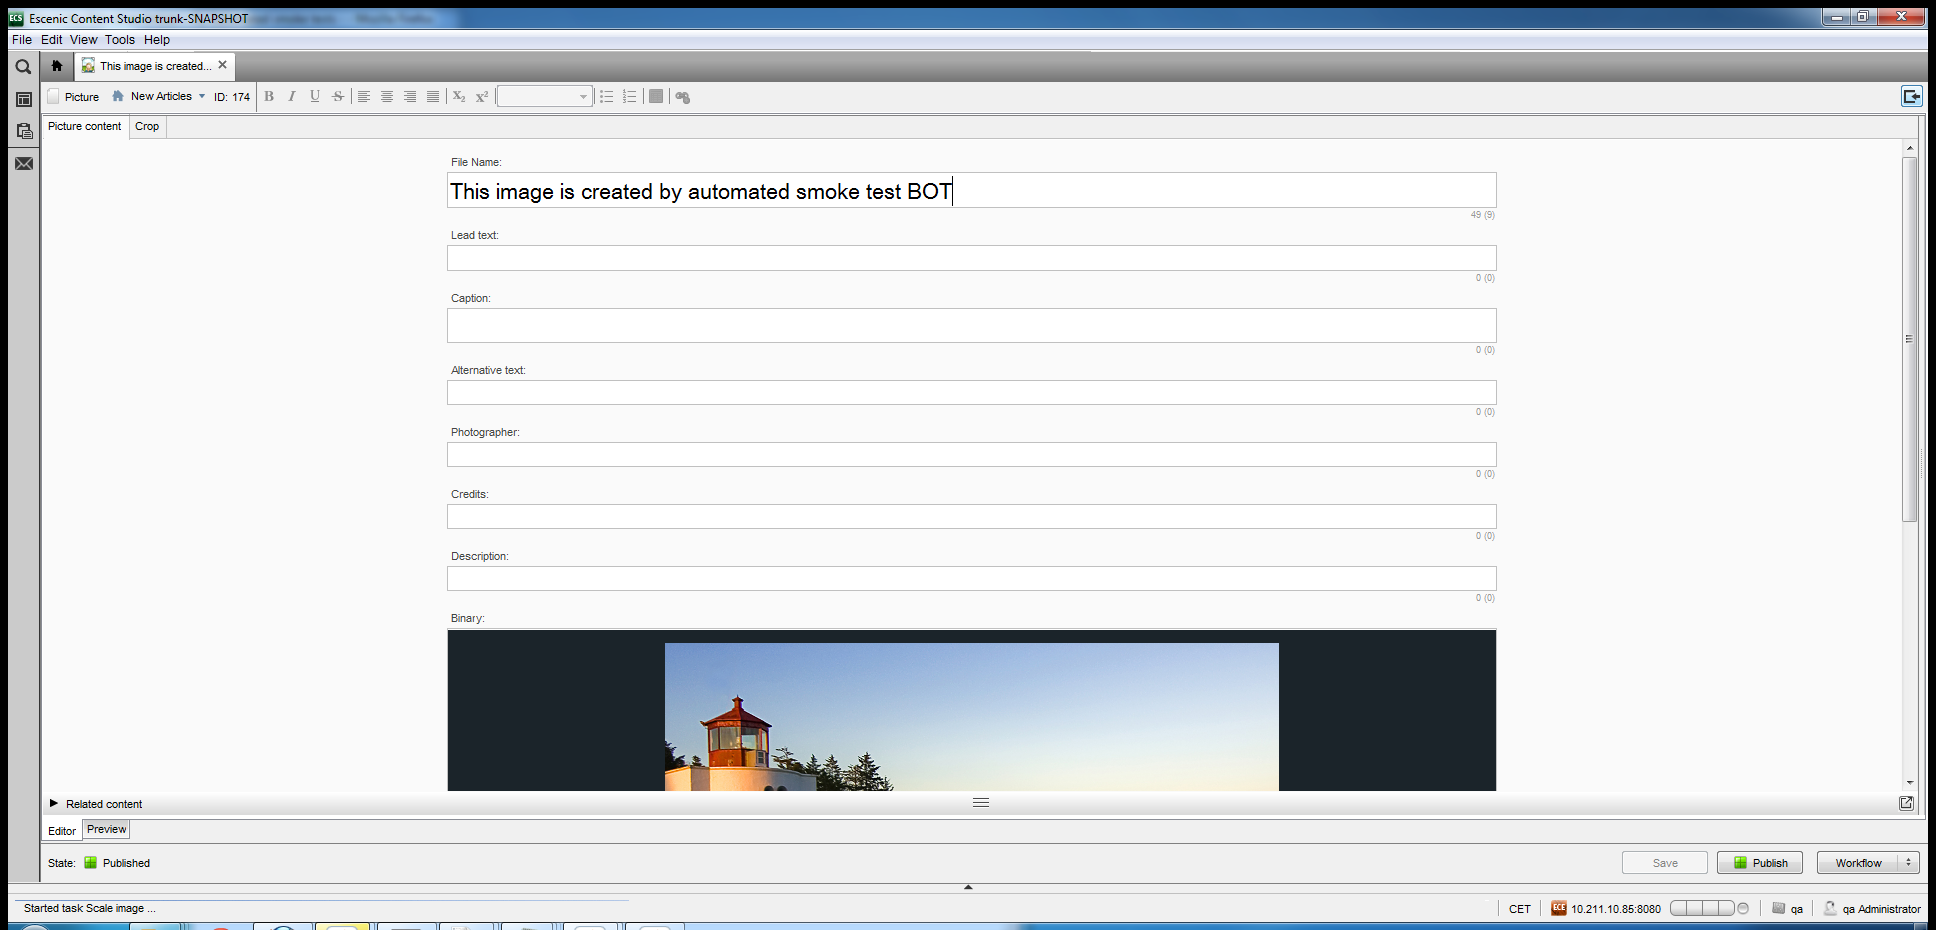 Escenic Content Studio trunk-SNAPSHOT
File Edit View Tools Help
This image is created...
Picture New Articles ID: 174 B I U S X2 X2
Picture content Crop
File Name:
This image is created by automated smoke test BOT
49 (9)
Lead text:
0 (0)
Caption:
0 (0)
Alternative text:
0 (0)
Photographer:
0 (0)
Credits:
0 (0)
Description:
0 (0)
Binary:
Related content
Editor Preview
State: Published Save Publish Workflow
Started task Scale image ... CET ECE 10.211.10.85:8080 qa qa Administrator